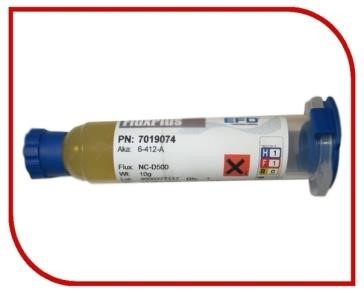 FluxPlus
EFD
PN: 7019074
Aka: 6-412-A
Flux: NC-D500
Wt: 10g
H 1
F 1
R 0